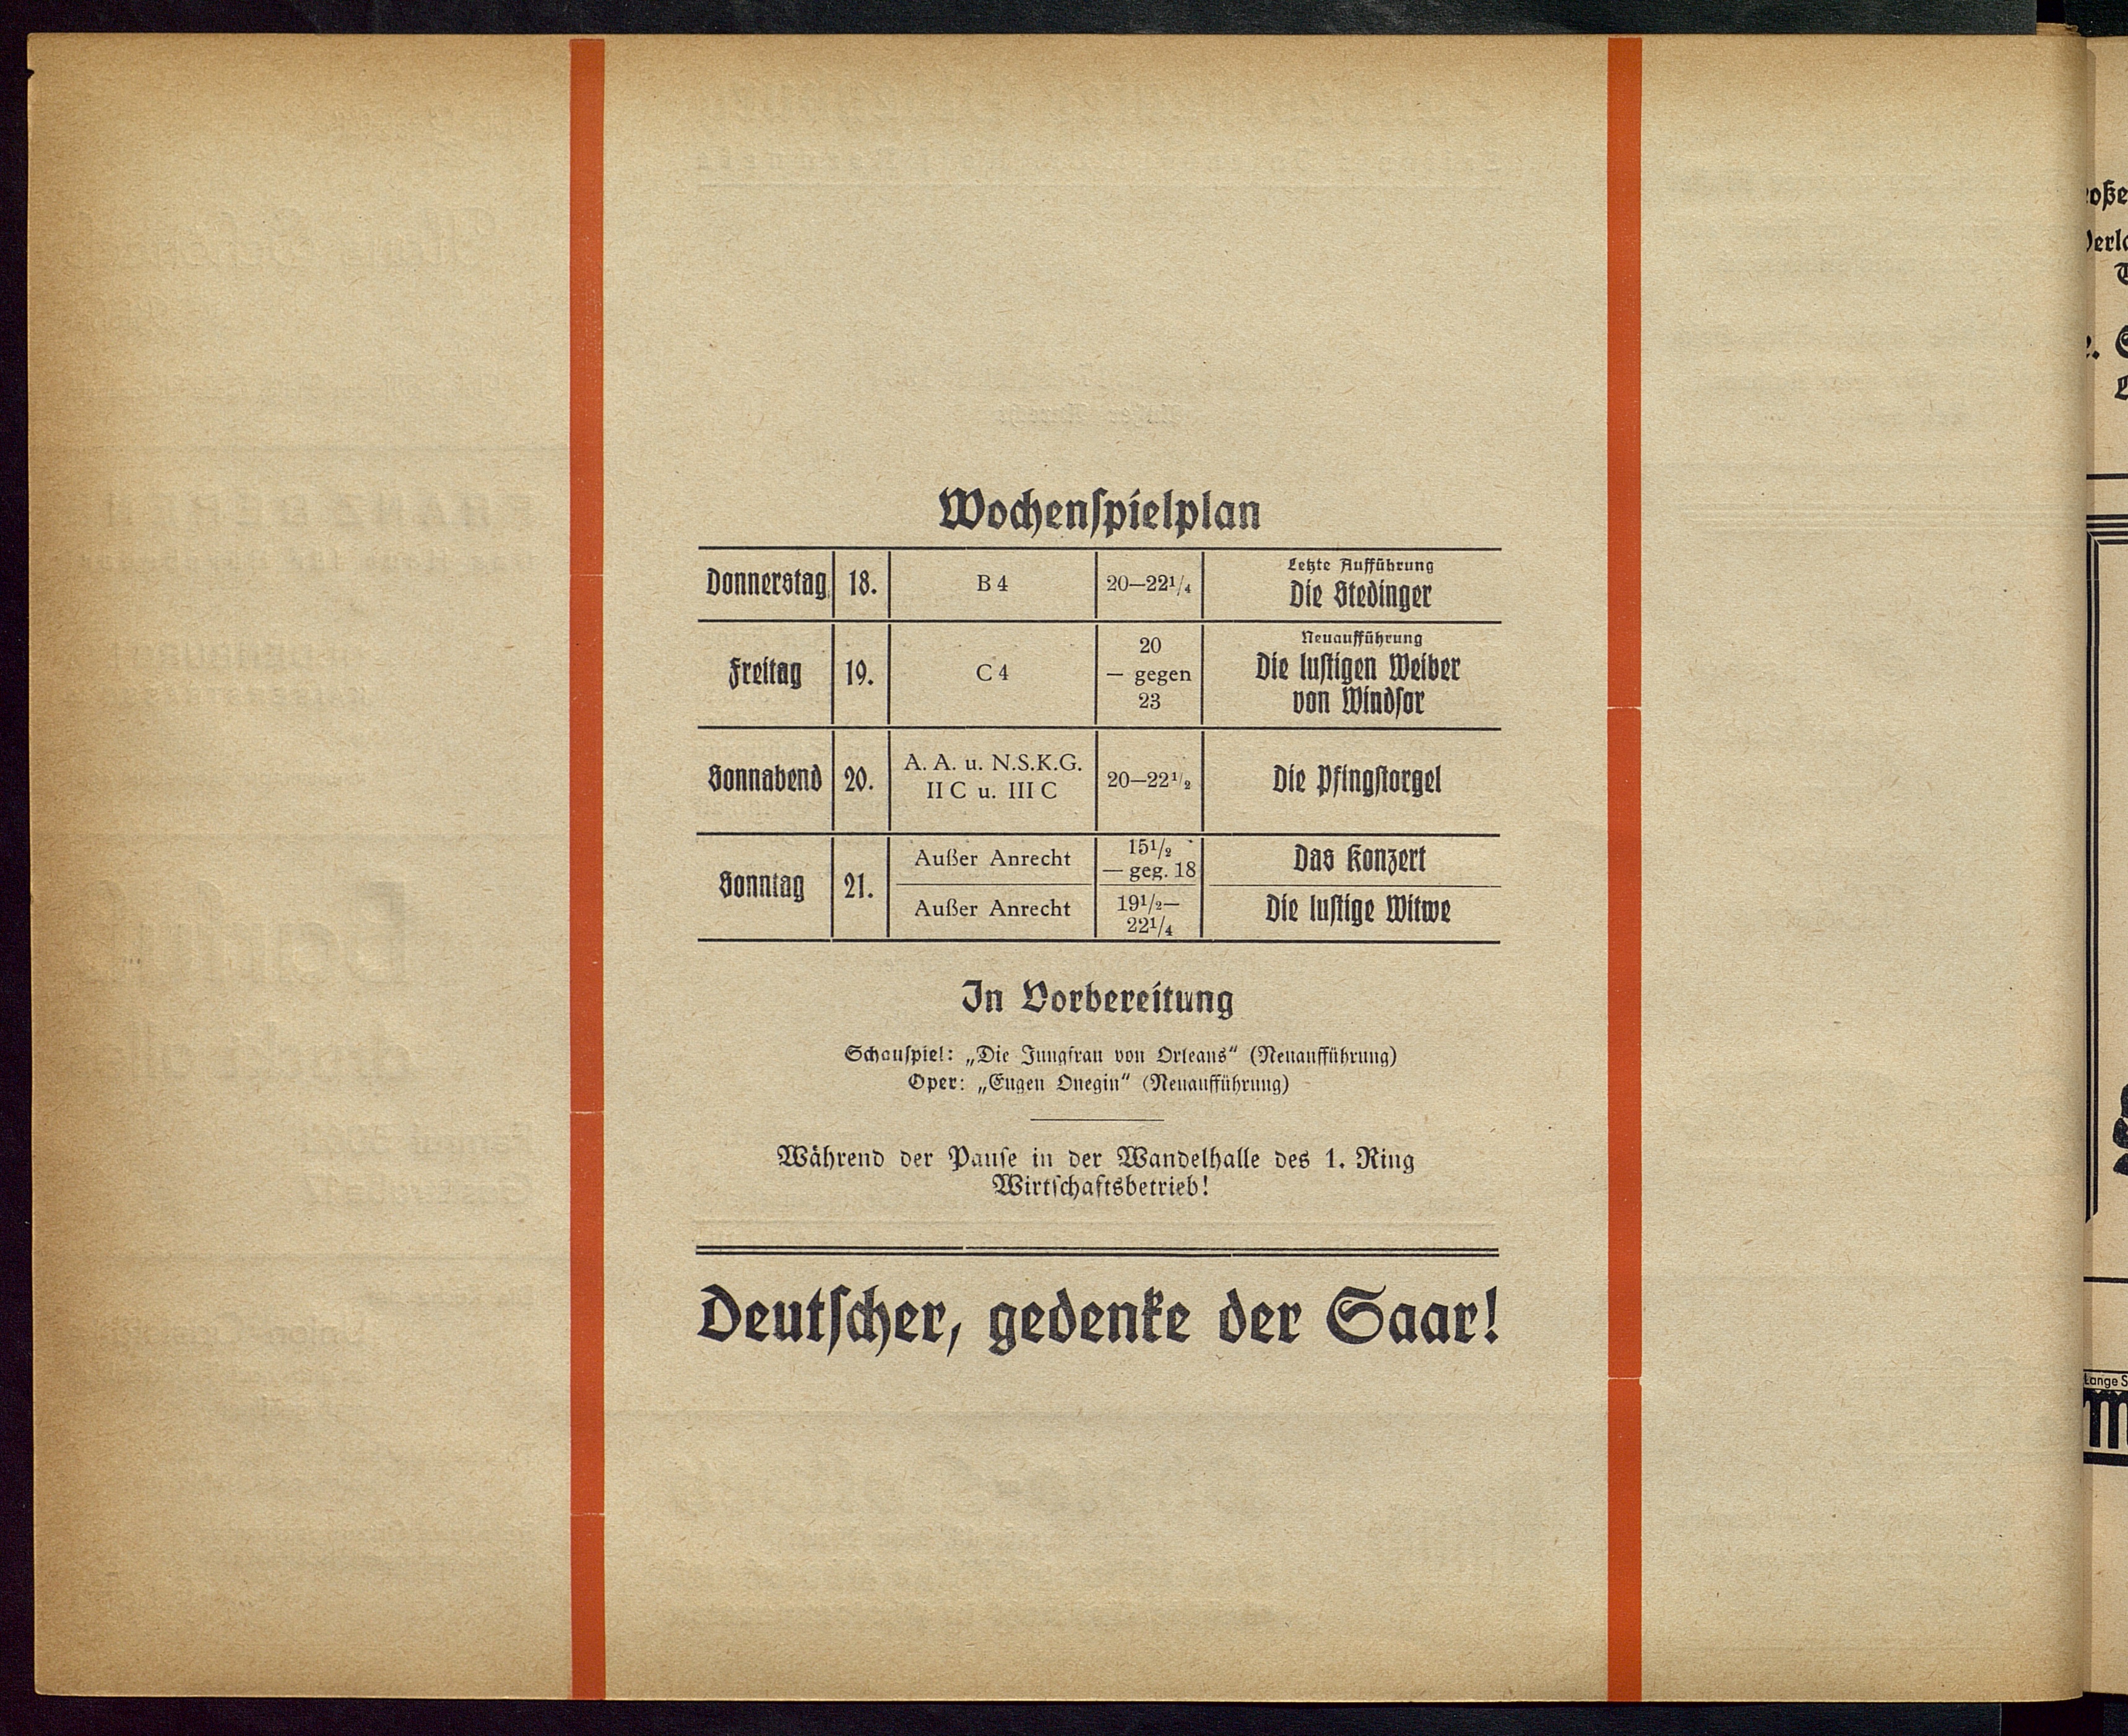 Wochenspielplan
Donnerstag 18. B 4 20—22¹/₄ Letzte Aufführung
Die Stedinger
Freitag 19. C 4 20 — gegen 23 Neuaufführung
Die lustigen Weiber
von Windsor
Sonnabend 20. A. A. u. N.S.K.G.
II C u. III C 20—22¹/₂ Die Pfingstorgel
Sonntag 21. Außer Anrecht 15¹/₂ — geg. 18 Das Konzert
Außer Anrecht 19¹/₂— 22¹/₄ Die lustige Witwe
In Vorbereitung
Schauspiel: „Die Jungfrau von Orleans“ (Neuaufführung)
Oper: „Eugen Onegin“ (Neuaufführung)
Während der Pause in der Wandelhalle des 1. Ring
Wirtschaftsbetrieb!
Deutscher, gedenke der Saar!